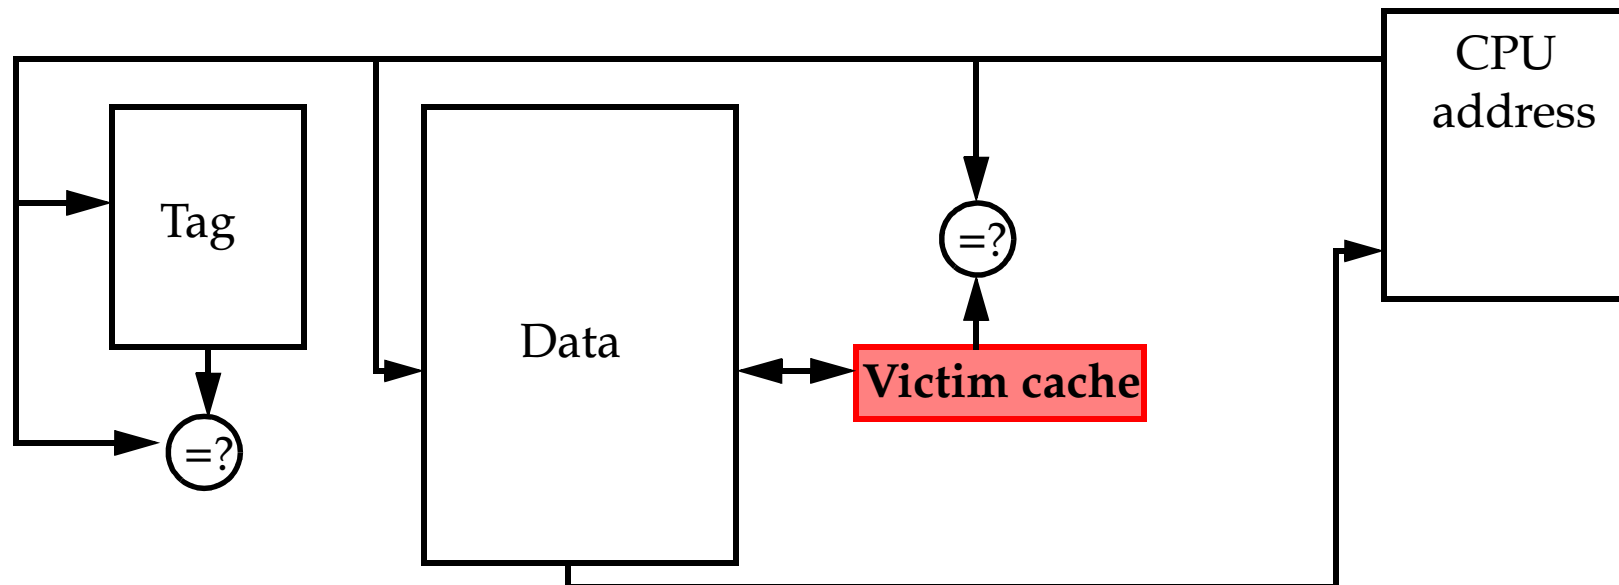 CPU
address
Tag
=?
Data
Victim cache
=?